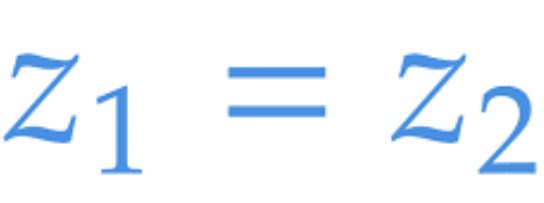 z₁ = z₂